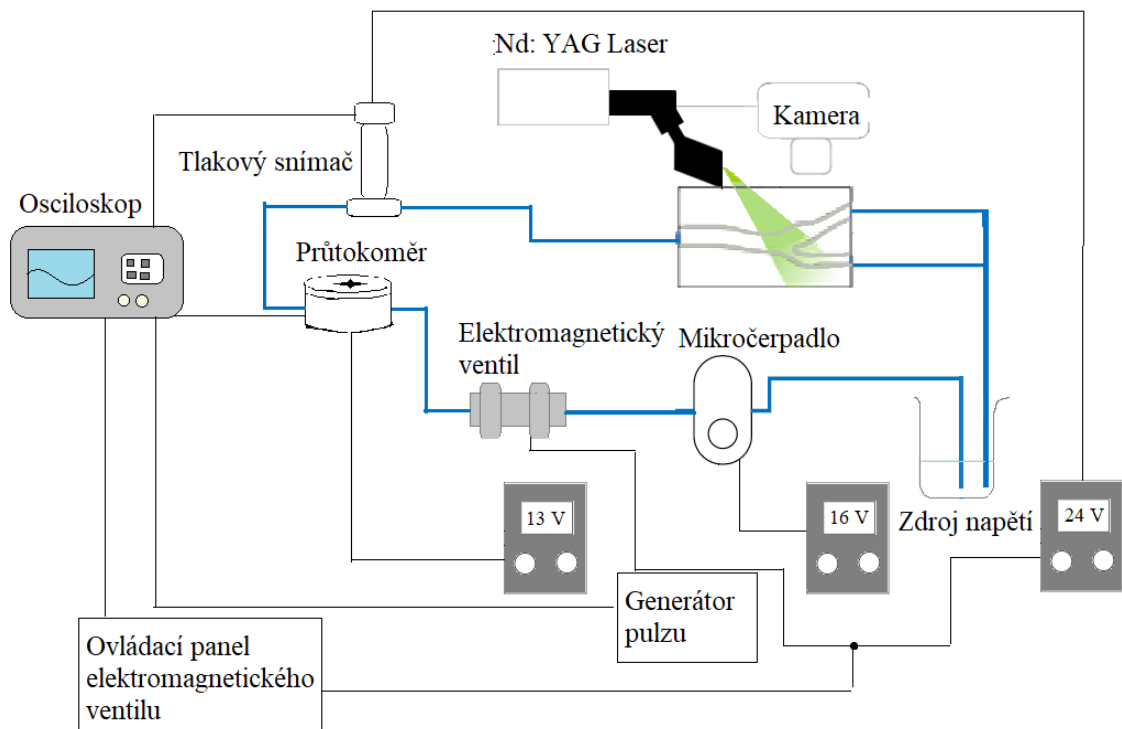 Nd: YAG Laser
Kamera
Tlakový snímač
Osciloskop
Průtokoměr
Elektromagnetický
ventil
Mikročerpadlo
13 V
16 V
Zdroj napětí
24 V
Generátor
pulzu
Ovládací panel
elektromagnetického
ventilu